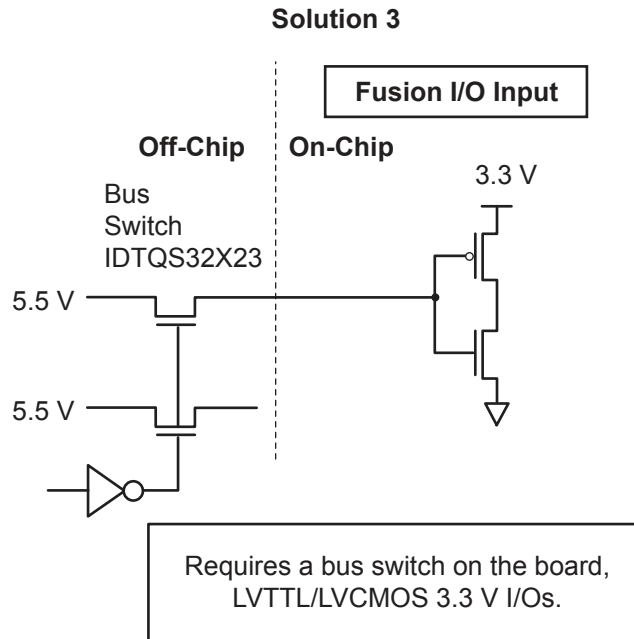 Solution 3
Fusion I/O Input
Off-Chip
On-Chip
Bus
Switch
IDTQS32X23
3.3 V
5.5 V
5.5 V
Requires a bus switch on the board,
LVTTL/LVCMOS 3.3 V I/Os.